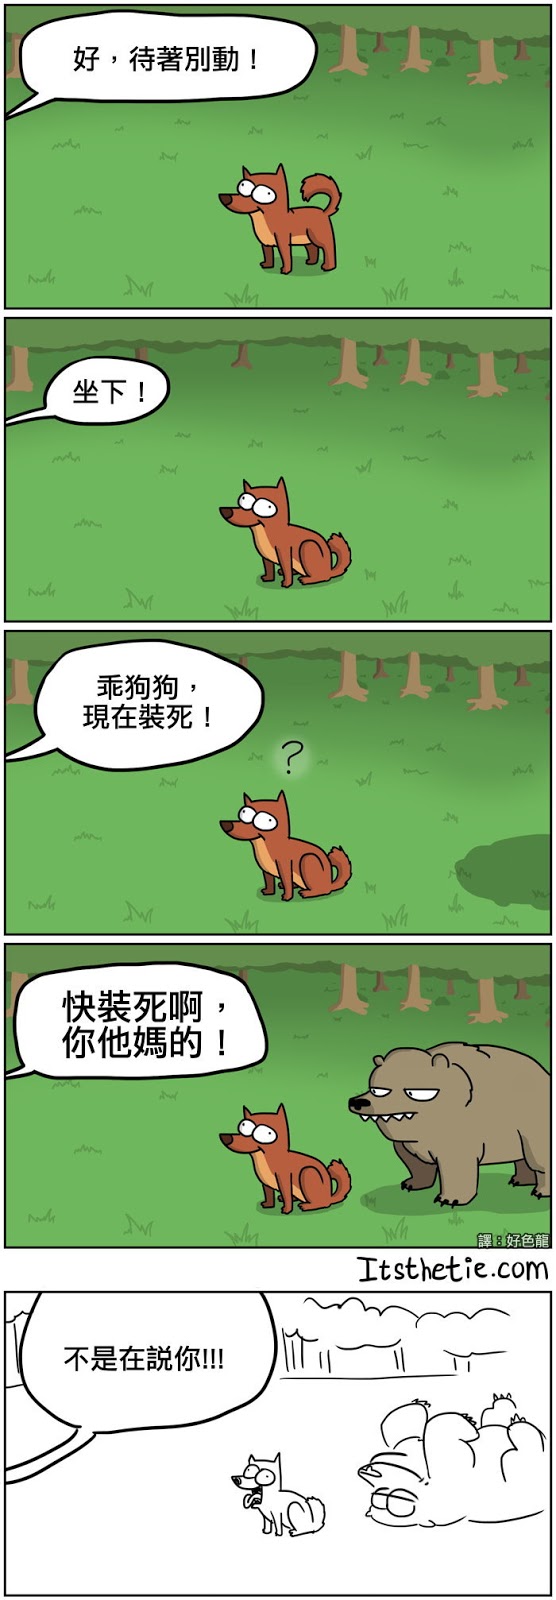 好，待著別動！
坐下！
乖狗狗，
現在裝死！
?
快裝死啊，
你他媽的！
譯：好色龍
Itsthetie.com
不是在説你!!!